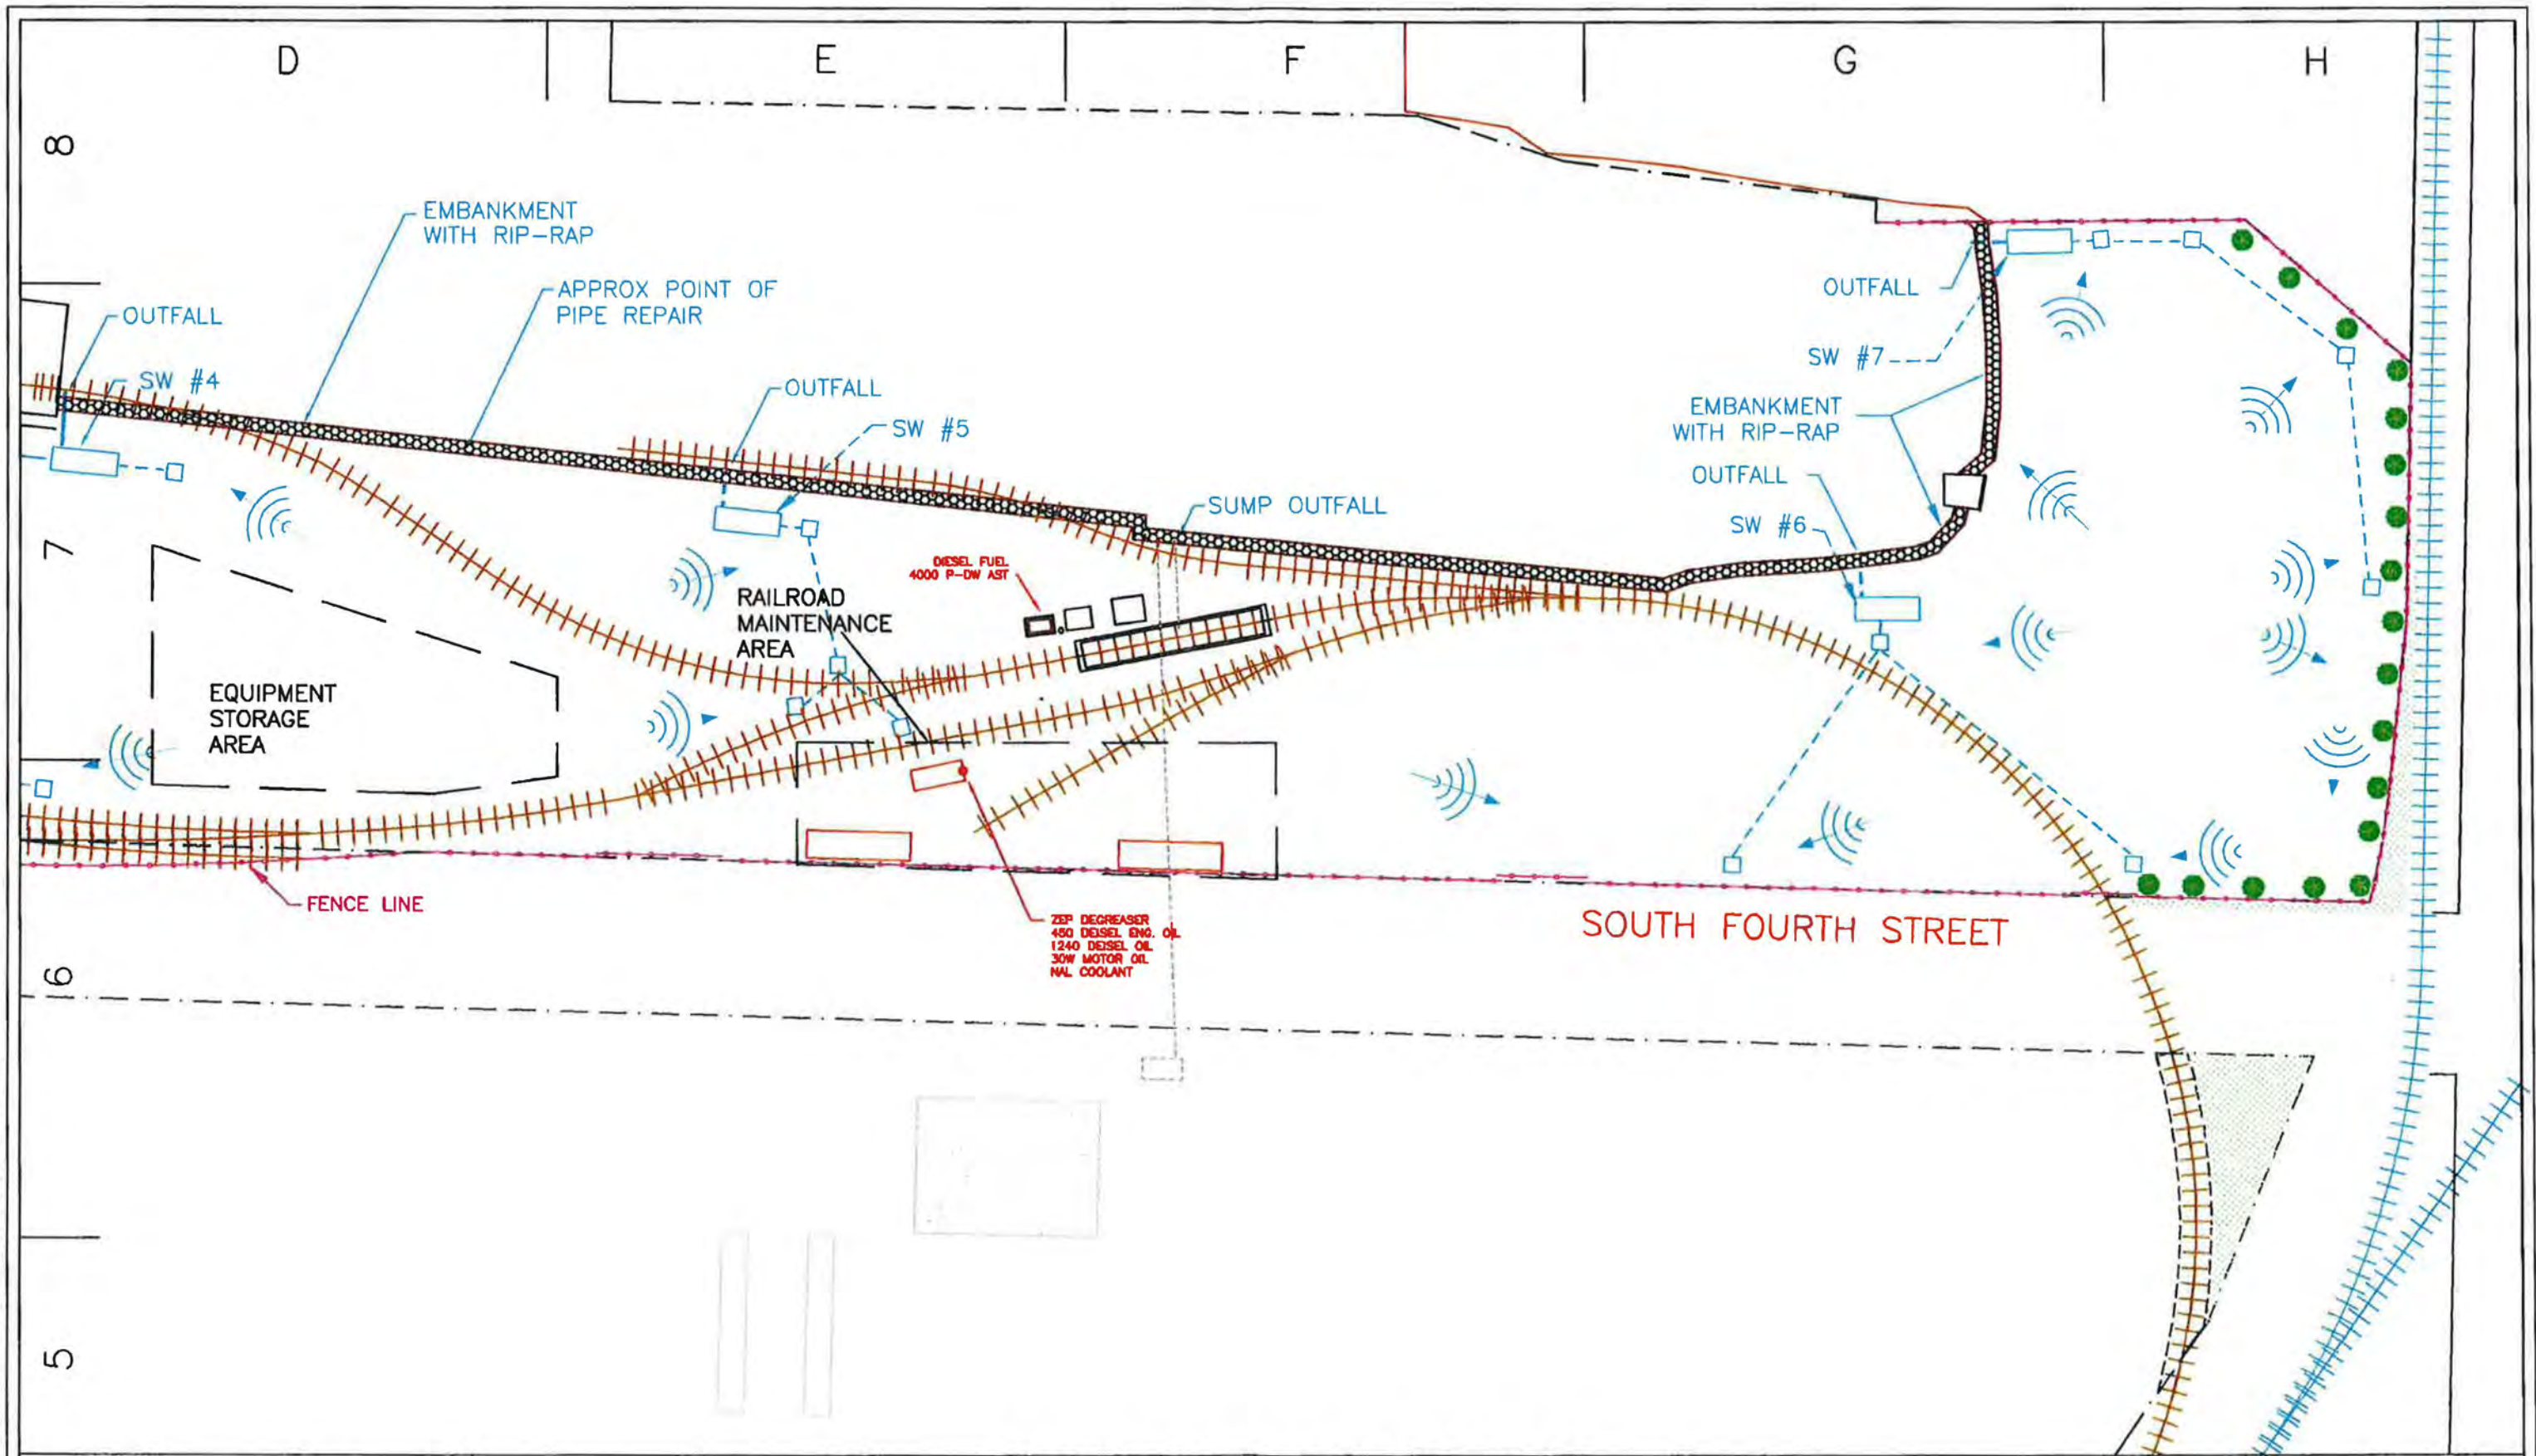 D
E
F
G
H
8
7
6
5
EMBANKMENT
WITH RIP-RAP
APPROX POINT OF
PIPE REPAIR
OUTFALL
SW #4
OUTFALL
SW #5
SUMP OUTFALL
OUTFALL
SW #7
EMBANKMENT
WITH RIP-RAP
OUTFALL
SW #6
DIESEL FUEL
4000 P-DW AST
RAILROAD
MAINTENANCE
AREA
EQUIPMENT
STORAGE
AREA
FENCE LINE
ZEP DEGREASER
450 DEISEL ENG. OIL
1240 DEISEL OIL
30W MOTOR OIL
NAL COOLANT
SOUTH FOURTH STREET